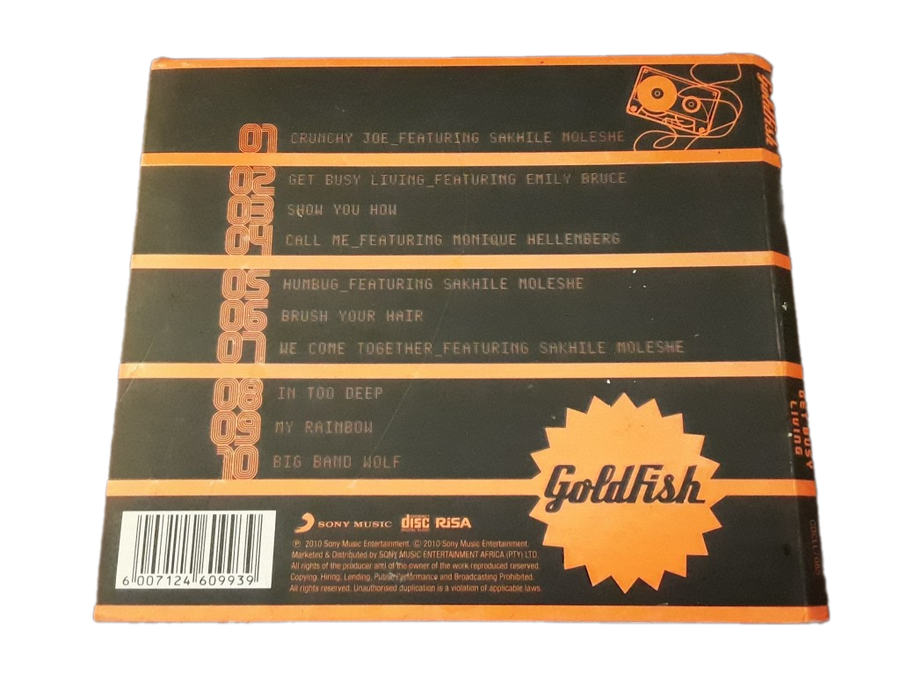 01 CRUNCHY JOE_FEATURING SAKHILE MOLESHE
02 GET BUSY LIVING_FEATURING EMILY BRUCE
03 SHOW YOU HOW
04 CALL ME_FEATURING MONIQUE HELLENBERG
05 HUMBUG_FEATURING SAKHILE MOLESHE
06 BRUSH YOUR HAIR
07 WE COME TOGETHER_FEATURING SAKHILE MOLESHE
08 IN TOO DEEP
09 MY RAINBOW
10 BIG BAND WOLF
GoldFish
SONY MUSIC disc RiSA
℗ 2010 Sony Music Entertainment. © 2010 Sony Music Entertainment.
Marketed & Distributed by SONY MUSIC ENTERTAINMENT AFRICA (PTY) LTD.
All rights of the producer and of the owner of the work reproduced reserved.
Copying, Hiring, Lending, Public Performance and Broadcasting Prohibited.
All rights reserved. Unauthorised duplication is a violation of applicable laws.
6 007124 609939
GoldFish
GET BUSY
LIVING